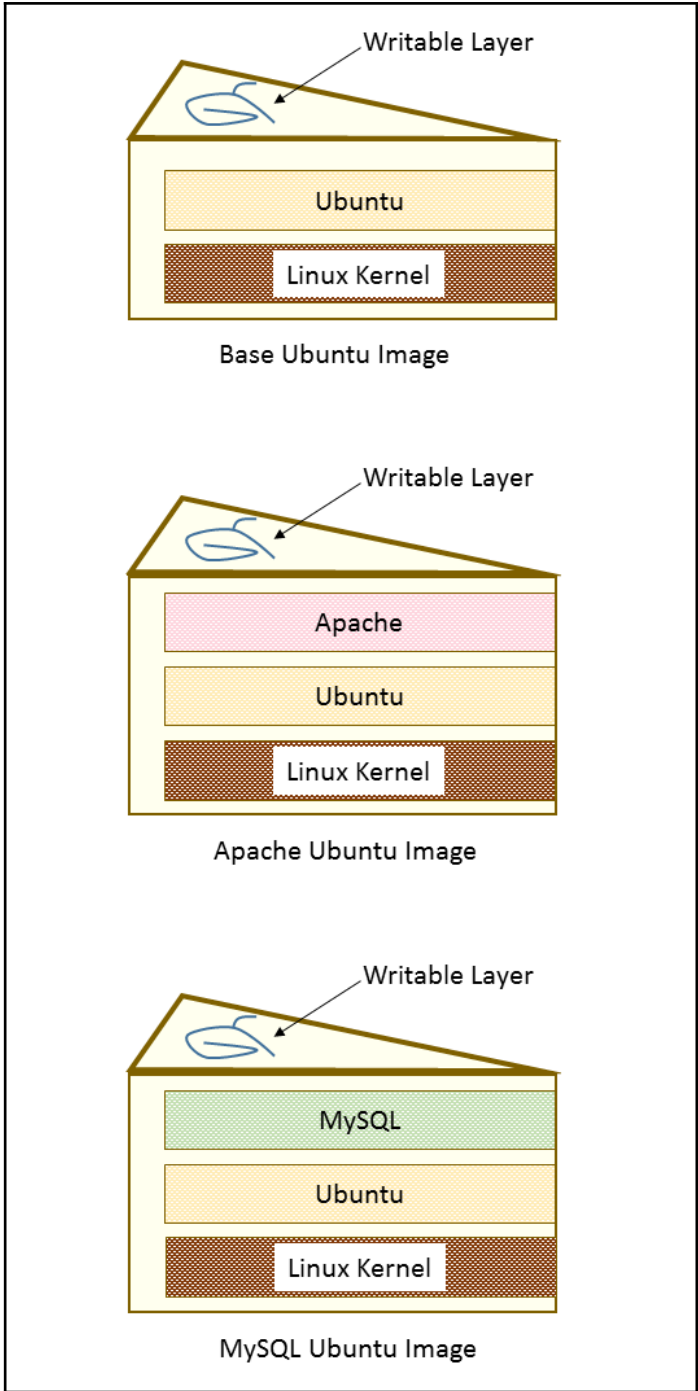 Writable Layer
Ubuntu
Linux Kernel
Base Ubuntu Image
Writable Layer
Apache
Ubuntu
Linux Kernel
Apache Ubuntu Image
Writable Layer
MySQL
Ubuntu
Linux Kernel
MySQL Ubuntu Image